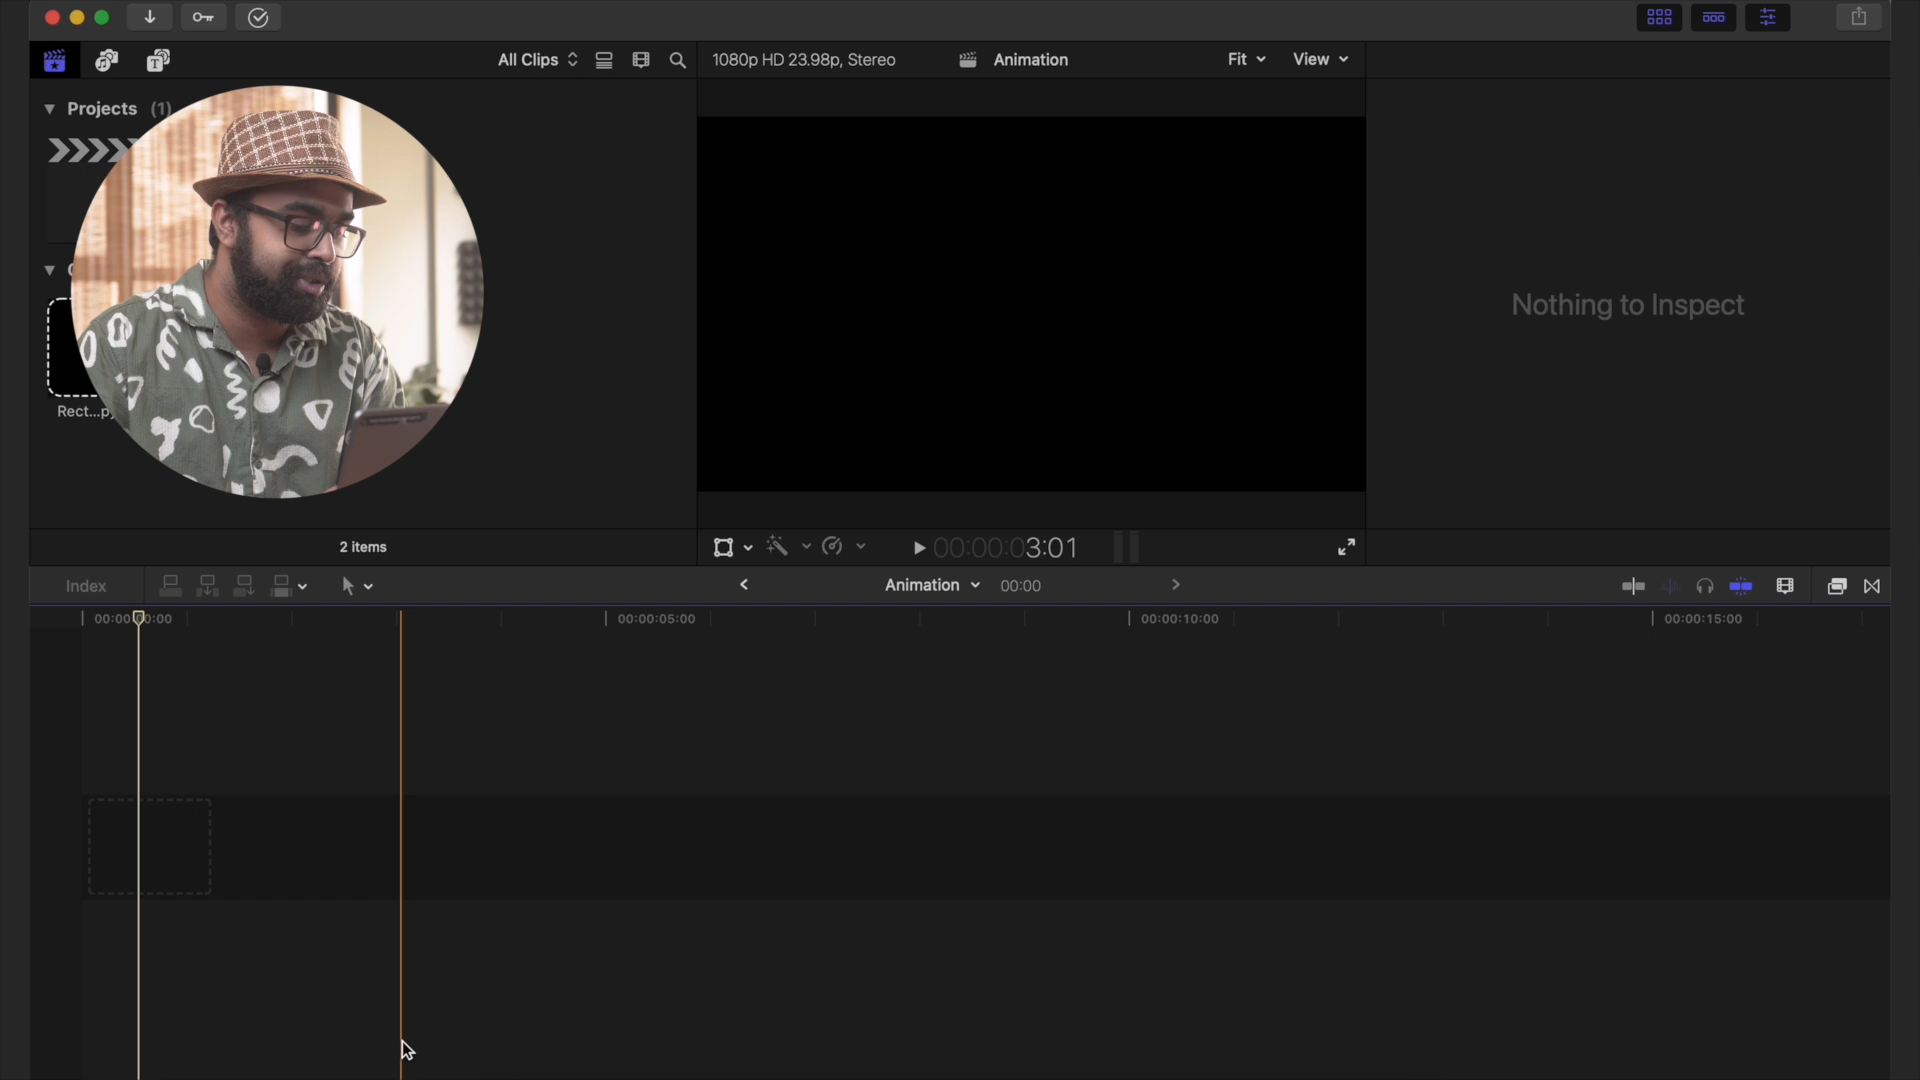 All Clips
1080p HD 23.98p, Stereo
Animation
Fit
View
Projects (1)
Nothing to Inspect
Rect...py
2 items
00:00:03:01
Index
Animation
00:00
00:00:00:00
00:00:05:00
00:00:10:00
00:00:15:00